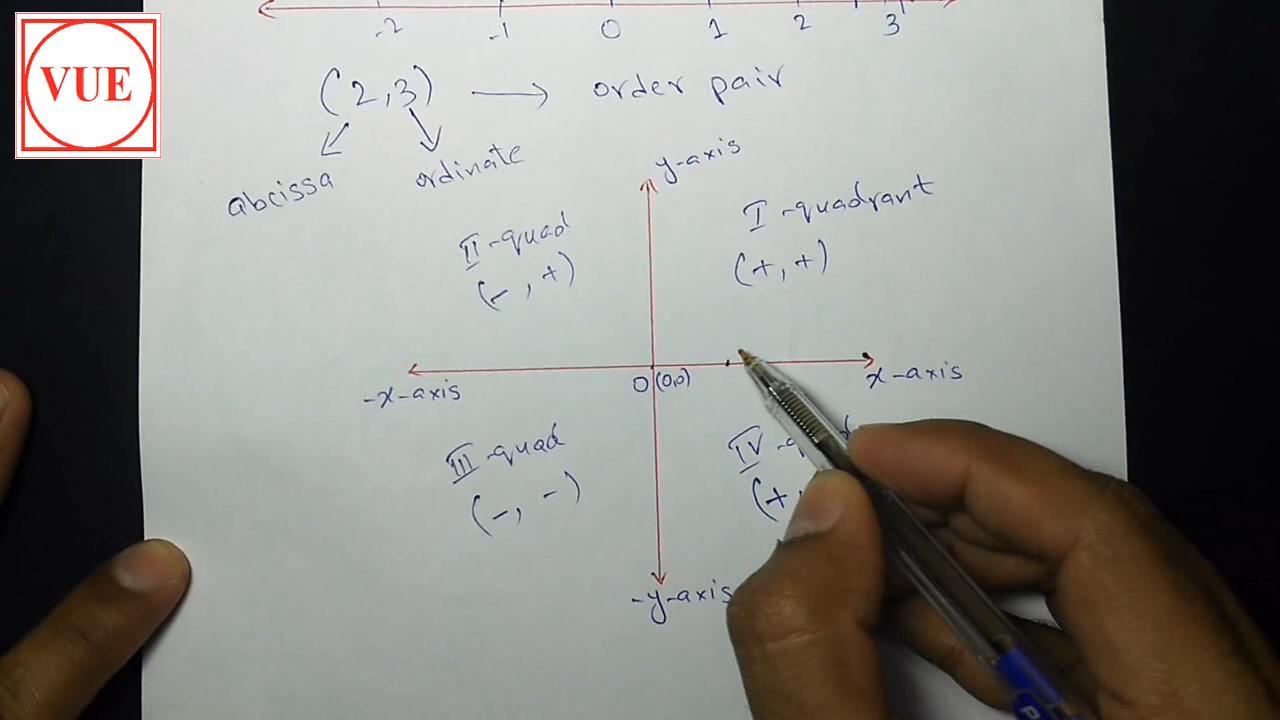 VUE
-2 -1 0 1 2 3
(2,3) → order pair
abcissa ordinate
y-axis
II-quad
(-,+)
I-quadrant
(+,+)
-x-axis
O(0,0)
x-axis
III-quad
(-,-)
IV
(+,
-y-axis